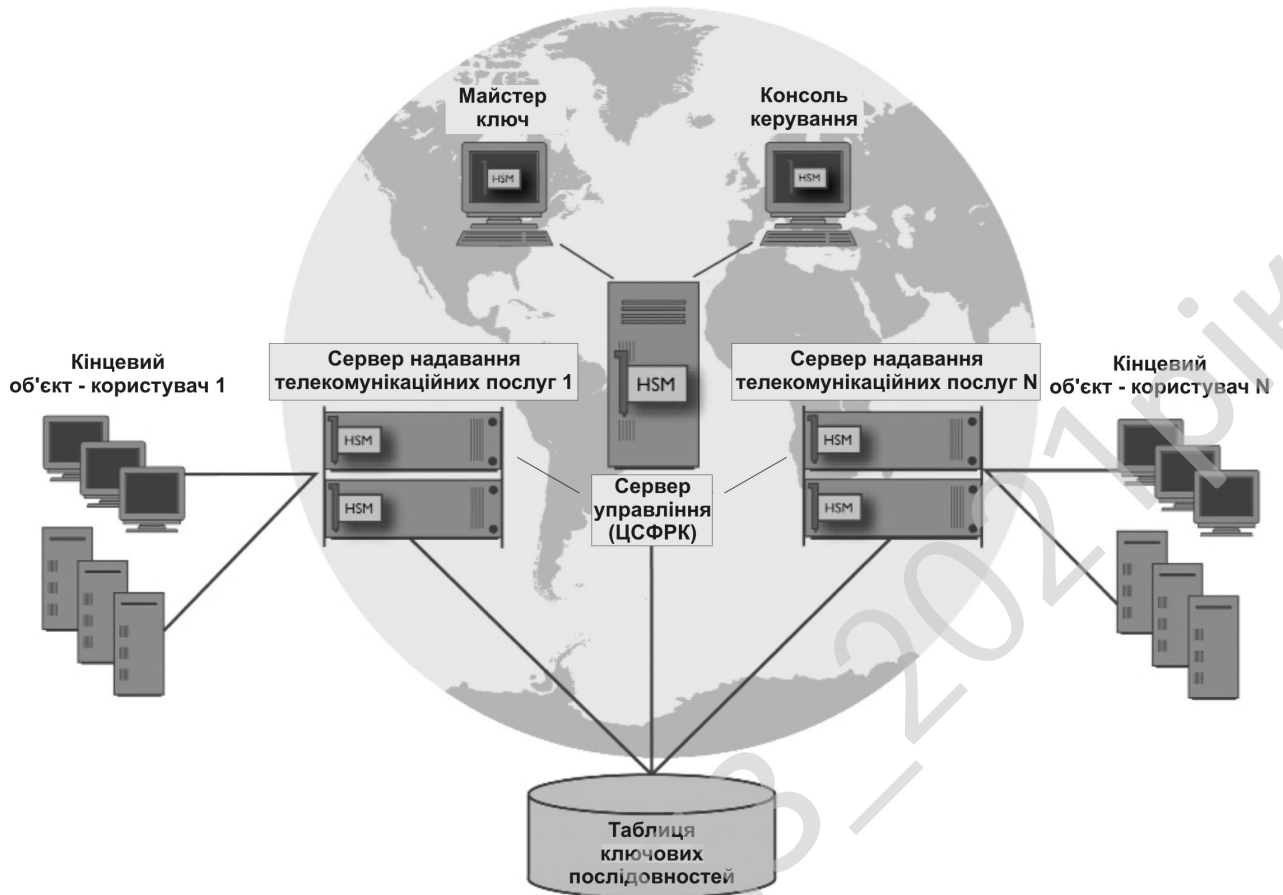 Майстер
ключ
Консоль
керування
HSM
HSM
Кінцевий
об'єкт - користувач 1
Сервер надавання
телекомунікаційних послуг 1
HSM
Сервер надавання
телекомунікаційних послуг N
Кінцевий
об'єкт - користувач N
HSM
HSM
HSM
HSM
Сервер
управління
(ЦСФРК)
Таблиця
ключових
послідовностей
3_2021рік